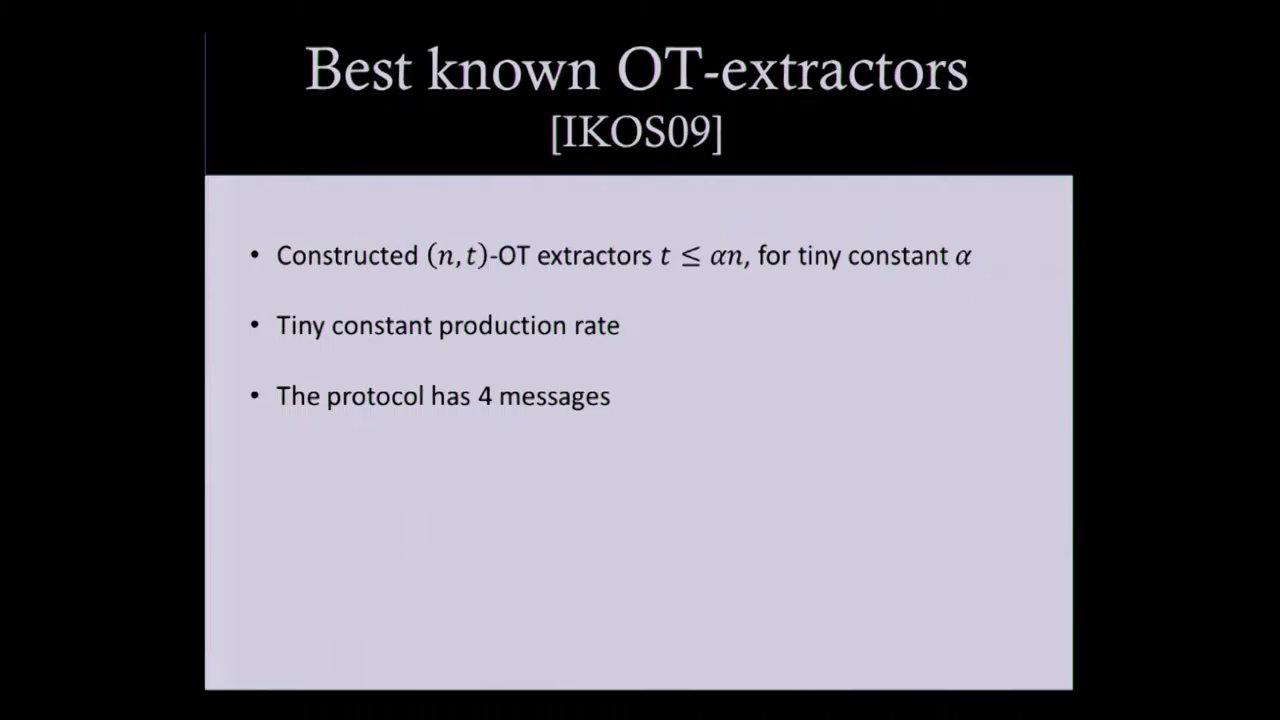 Best known OT-extractors
[IKOS09]
• Constructed (𝑛, 𝑡)-OT extractors 𝑡 ≤ 𝛼𝑛, for tiny constant 𝛼
• Tiny constant production rate
• The protocol has 4 messages